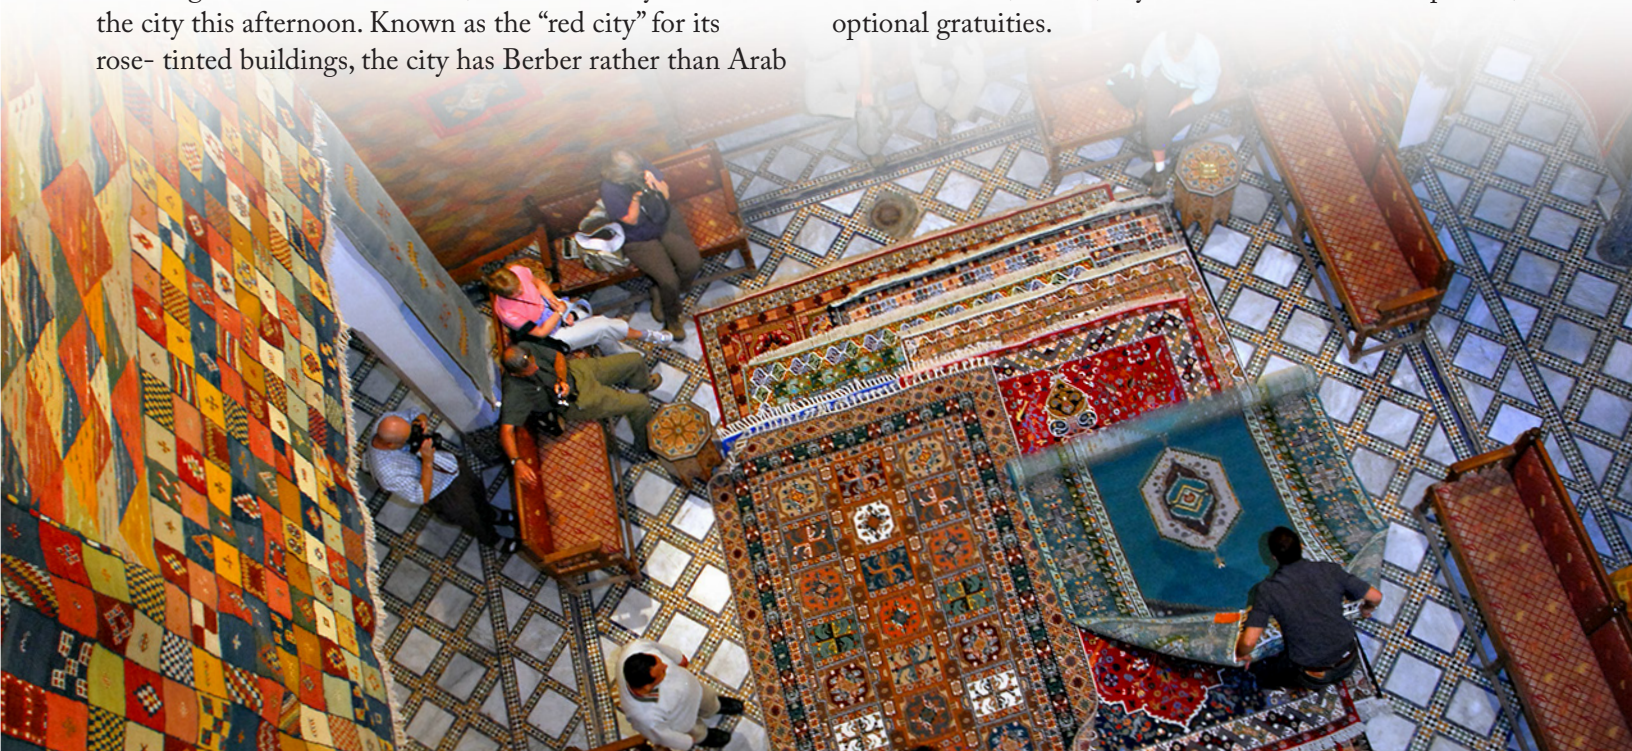 the city this afternoon. Known as the “red city” for its
rose- tinted buildings, the city has Berber rather than Arab
optional gratuities.